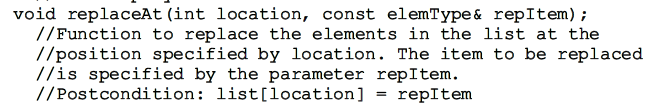 void replaceAt(int location, const elemType& repItem);
//Function to replace the elements in the list at the
//position specified by location. The item to be replaced
//is specified by the parameter repItem.
//Postcondition: list[location] = repItem